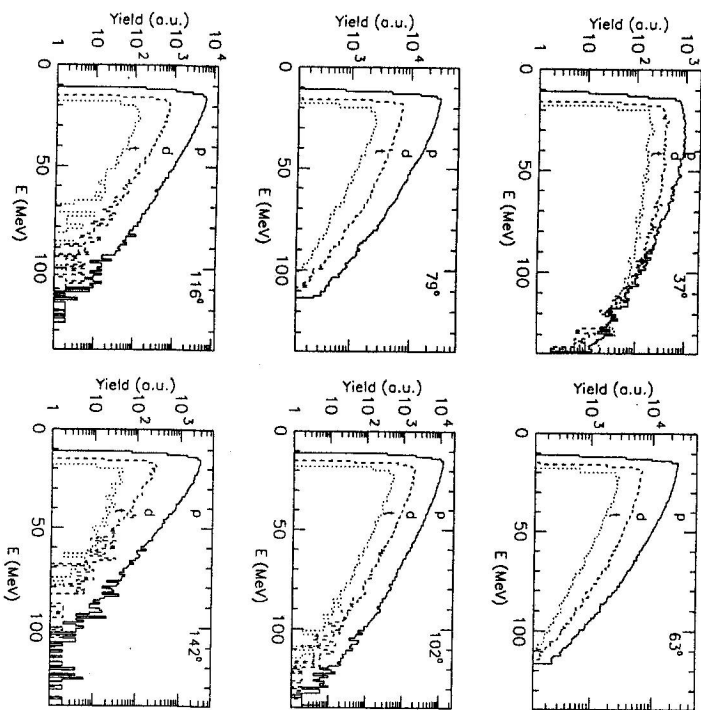 Yield (a.u.)
10³
10²
10
1
37°
p
d
t
0 50 100
E (MeV)
Yield (a.u.)
10⁴
10³
63°
p
d
t
0 50 100
E (MeV)
Yield (a.u.)
10⁴
10³
79°
p
d
t
0 50 100
E (MeV)
Yield (a.u.)
10⁴
10³
10²
10
1
102°
p
d
t
0 50 100
E (MeV)
Yield (a.u.)
10⁴
10³
10²
10
1
116°
p
d
t
0 50 100
E (MeV)
Yield (a.u.)
10³
10²
10
1
142°
p
d
t
0 50 100
E (MeV)